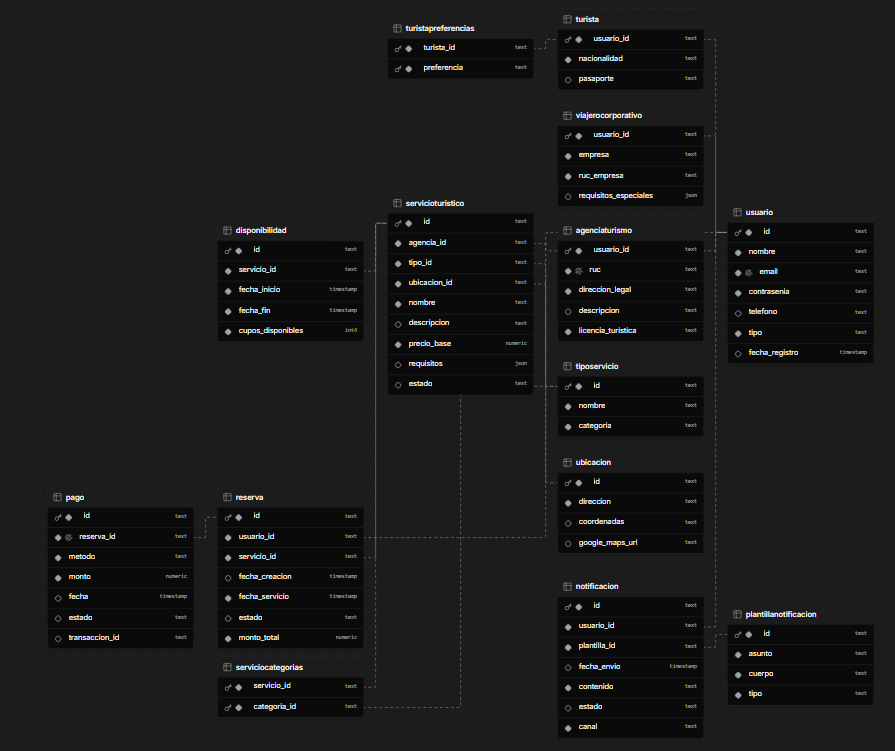 turistapreferencias
turista_id text
preferencia text
turista
usuario_id text
nacionalidad text
pasaporte text
viajerocorporativo
usuario_id text
empresa text
ruc_empresa text
requisitos_especiales json
usuario
id text
nombre text
email text
contrasenia text
telefono text
tipo text
fecha_registro timestamp
servicioturistico
id text
agencia_id text
tipo_id text
ubicacion_id text
nombre text
descripcion text
precio_base numeric
requisitos json
estado text
disponibilidad
id text
servicio_id text
fecha_inicio timestamp
fecha_fin timestamp
cupos_disponibles int4
agenciaturismo
usuario_id text
ruc text
direccion_legal text
descripcion text
licencia_turistica text
tiposervicio
id text
nombre text
categoria text
ubicacion
id text
direccion text
coordenadas text
google_maps_url text
pago
id text
reserva_id text
metodo text
monto numeric
fecha timestamp
estado text
transaccion_id text
reserva
id text
usuario_id text
servicio_id text
fecha_creacion timestamp
fecha_servicio timestamp
estado text
monto_total numeric
serviciocategorias
servicio_id text
categoria_id text
notificacion
id text
usuario_id text
plantilla_id text
fecha_envio timestamp
contenido text
estado text
canal text
plantillanotificacion
id text
asunto text
cuerpo text
tipo text